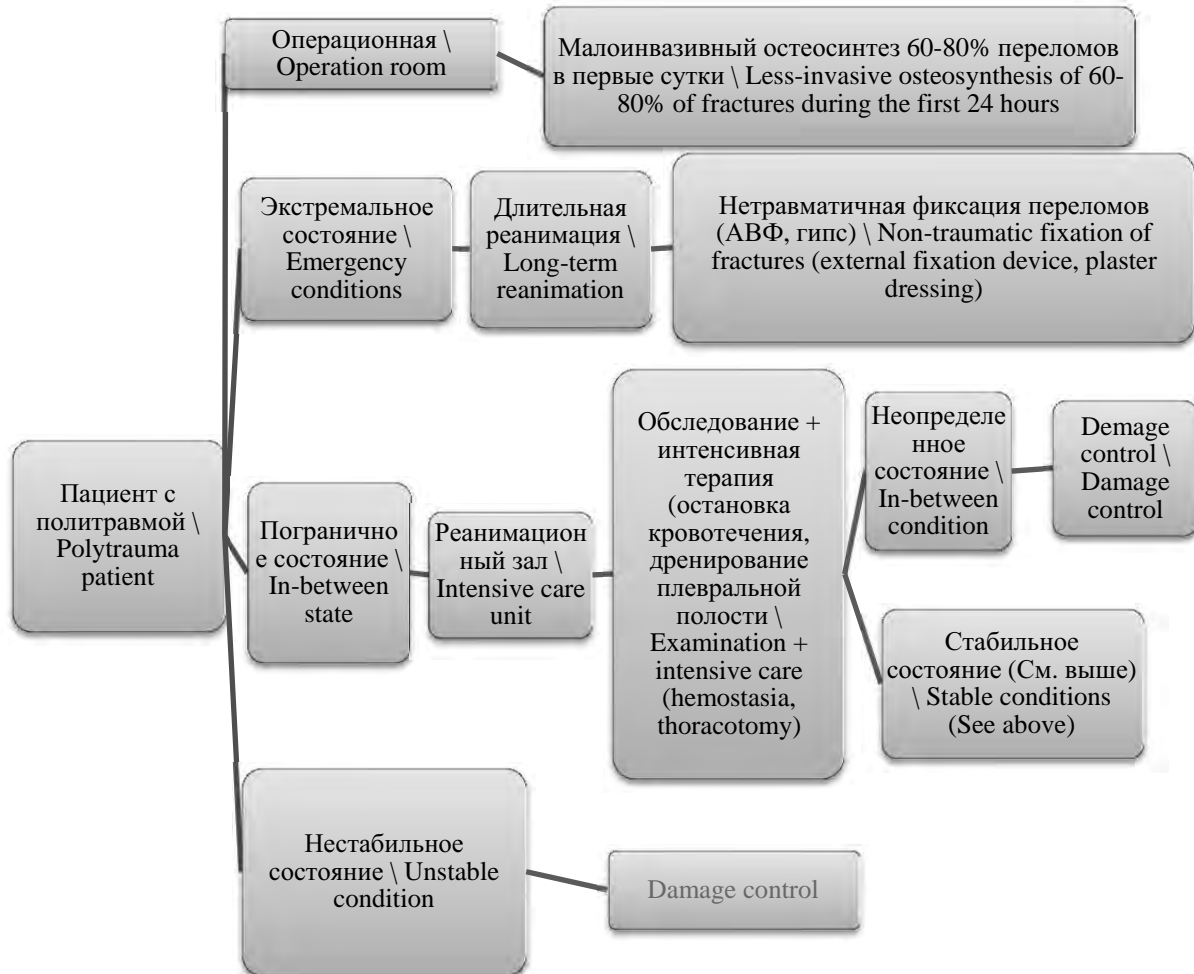 Операционная \
Operation room
Малоинвазивный остеосинтез 60-80% переломов
в первые сутки \ Less-invasive osteosynthesis of 60-
80% of fractures during the first 24 hours
Экстремальное
состояние \
Emergency
conditions
Длительная
реанимация \
Long-term
reanimation
Нетравматичная фиксация переломов
(АВФ, гипс) \ Non-traumatic fixation of
fractures (external fixation device, plaster
dressing)
Пациент с
политравмой \
Polytrauma
patient
Погранично
е состояние \
In-between
state
Реанимацион
ный зал \
Intensive care
unit
Обследование +
интенсивная
терапия
(остановка
кровотечения,
дренирование
плевральной
полости \
Examination +
intensive care
(hemostasia,
thoracotomy)
Неопределе
нное
состояние \
In-between
condition
Demage
control \
Damage
control
Стабильное
состояние (См. выше)
\ Stable conditions
(See above)
Нестабильное
состояние \ Unstable
condition
Damage control